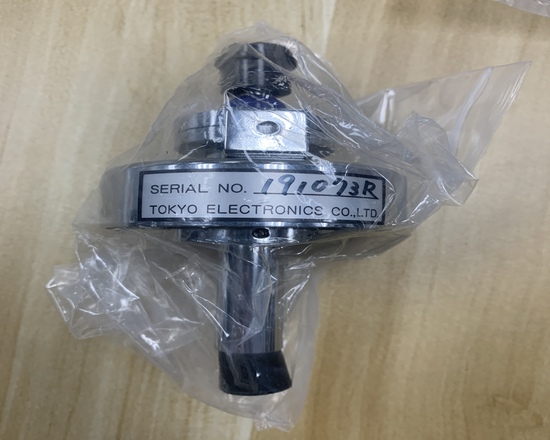 SERIAL NO. 191073R
TOKYO ELECTRONICS CO.,LTD